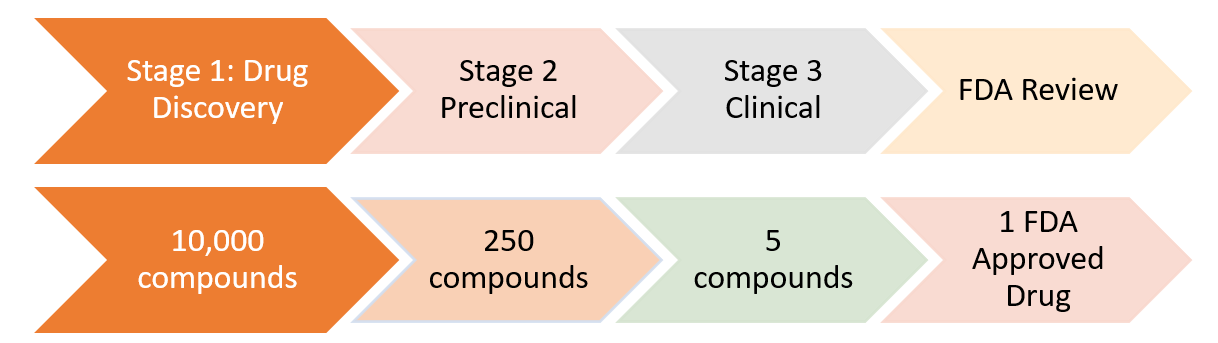 Stage 1: Drug
Discovery
Stage 2
Preclinical
Stage 3
Clinical
FDA Review
10,000
compounds
250
compounds
5
compounds
1 FDA
Approved
Drug